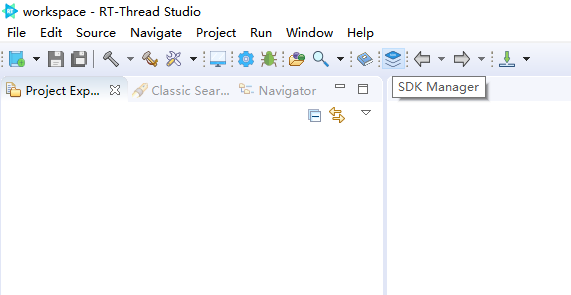 RT workspace - RT-Thread Studio
File Edit Source Navigate Project Run Window Help
Project Exp... Classic Sear... Navigator
SDK Manager